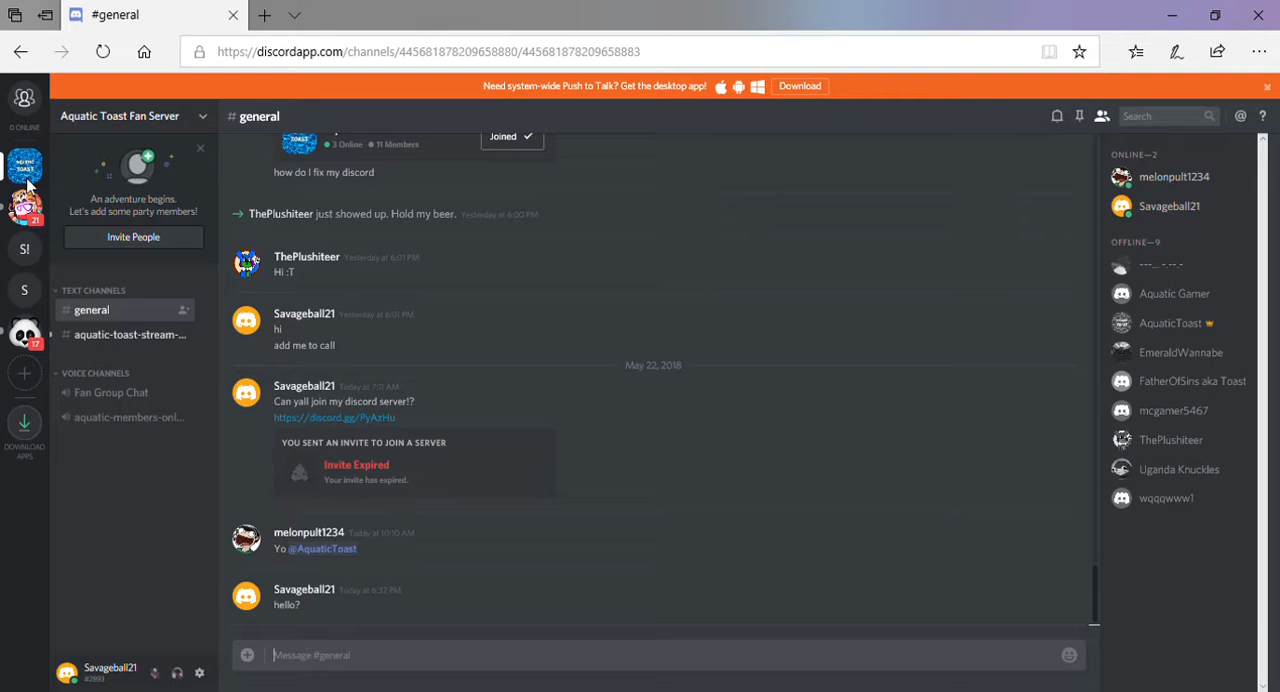 #general
https://discordapp.com/channels/445681878209658880/445681878209658883
Need system-wide Push to Talk? Get the desktop app! Download
0 ONLINE
TOAST
21
S!
S
17
DOWNLOAD
APPS
Aquatic Toast Fan Server
An adventure begins.
Let's add some party members!
Invite People
TEXT CHANNELS
# general
# aquatic-toast-stream-...
VOICE CHANNELS
Fan Group Chat
aquatic-members-onl...
Savageball21
#2893
# general
Search
TOAST
3 Online 11 Members
Joined
how do I fix my discord
ThePlushiteer just showed up. Hold my beer. Yesterday at 6:00 PM
ThePlushiteer Yesterday at 6:01 PM
Hi :T
Savageball21 Yesterday at 6:01 PM
hi
add me to call
May 22, 2018
Savageball21 Today at 7:11 AM
Can yall join my discord server!?
https://discord.gg/PyAzHu
YOU SENT AN INVITE TO JOIN A SERVER
Invite Expired
Your invite has expired.
melonpult1234 Today at 10:10 AM
Yo @AquaticToast
Savageball21 Today at 6:32 PM
hello?
Message #general
ONLINE—2
melonpult1234
Savageball21
OFFLINE—9
Aquatic Gamer
AquaticToast
EmeraldWannabe
FatherOfSins aka Toast
mcgamer5467
ThePlushiteer
Uganda Knuckles
wqqqwww1